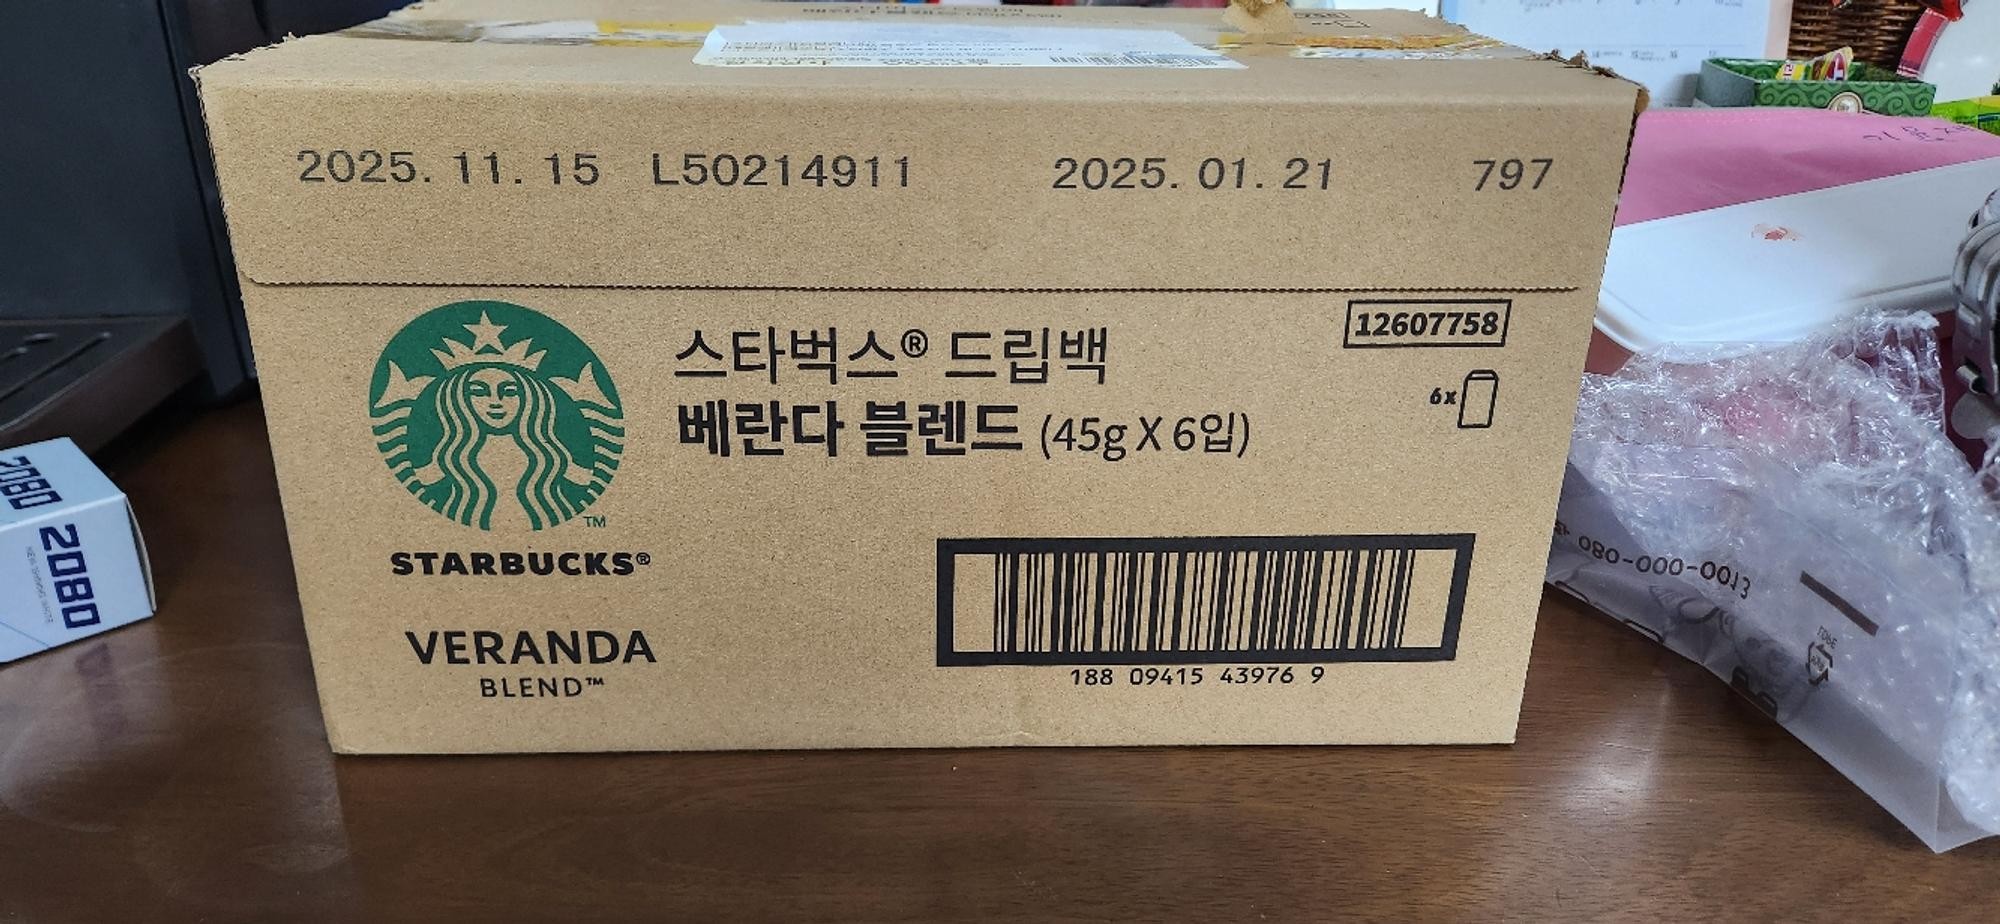 2025. 11. 15 L50214911 2025. 01. 21 797
스타벅스® 드립백
베란다 블렌드 (45g X 6입)
12607758
6x
TM
STARBUCKS®
VERANDA
BLEND™
188 09415 43976 9
2080
2080
080-000-0013